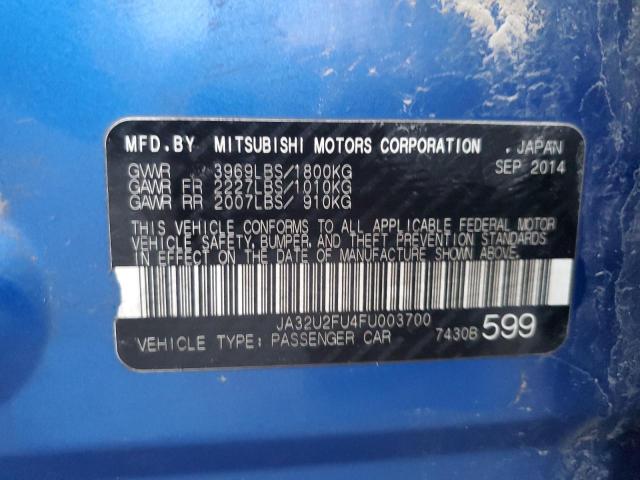 MFD.BY MITSUBISHI MOTORS CORPORATION . JAPAN
SEP 2014
GVWR 3969LBS/1800KG
GAWR FR 2227LBS/1010KG
GAWR RR 2007LBS/ 910KG
THIS VEHICLE CONFORMS TO ALL APPLICABLE FEDERAL MOTOR
VEHICLE SAFETY, BUMPER, AND THEFT PREVENTION STANDARDS
IN EFFECT ON THE DATE OF MANUFACTURE SHOWN ABOVE.
JA32U2FU4FU003700
VEHICLE TYPE: PASSENGER CAR 7430B 599